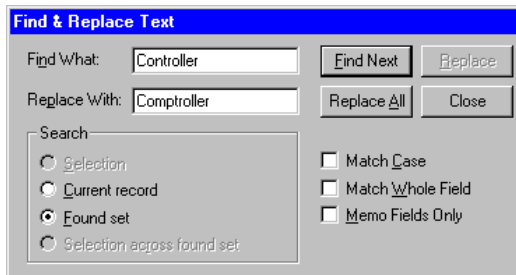 Find & Replace Text
Find What: Controller Find Next Replace
Replace With: Comptroller Replace All Close
Search
Selection Match Case
Current record Match Whole Field
Found set Memo Fields Only
Selection across found set